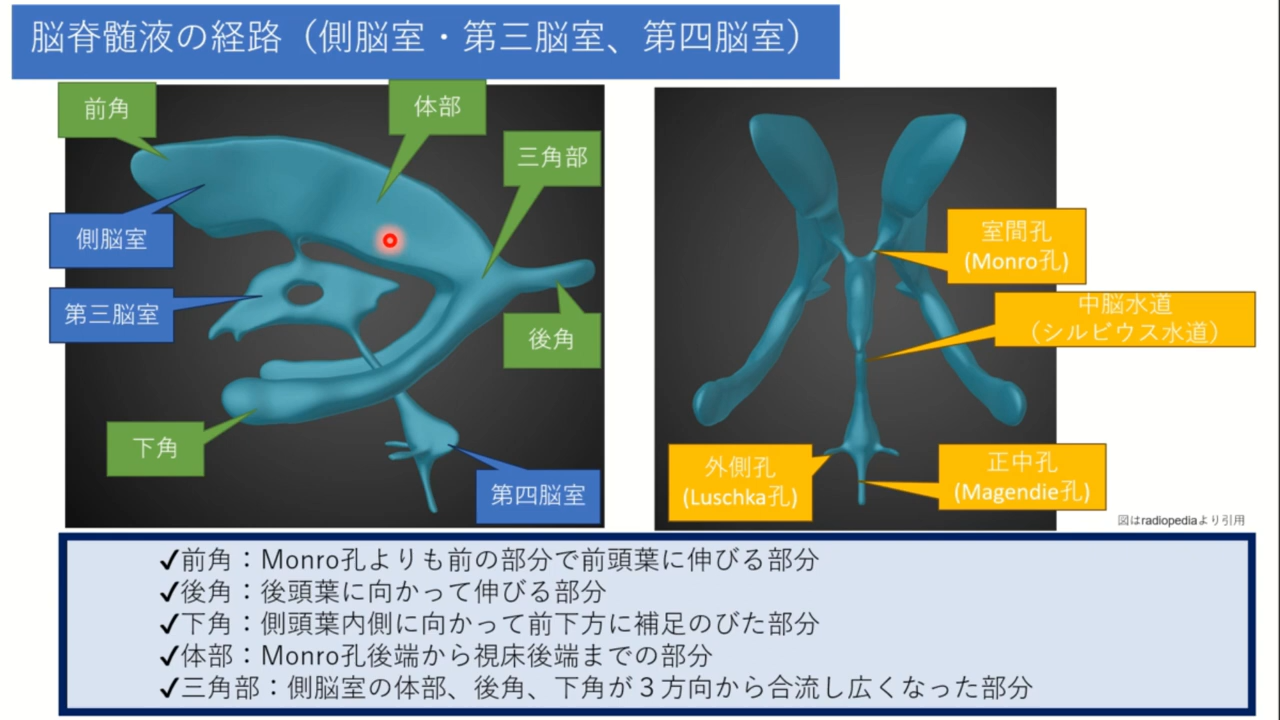 脳脊髄液の経路（側脳室・第三脳室、第四脳室）
前角
体部
三角部
側脳室
第三脳室
後角
下角
第四脳室
室間孔
(Monro孔)
中脳水道
（シルビウス水道）
外側孔
(Luschka孔)
正中孔
(Magendie孔)
図はradiopediaより引用
✓前角：Monro孔よりも前の部分で前頭葉に伸びる部分
✓後角：後頭葉に向かって伸びる部分
✓下角：側頭葉内側に向かって前下方に補足のびた部分
✓体部：Monro孔後端から視床後端までの部分
✓三角部：側脳室の体部、後角、下角が３方向から合流し広くなった部分